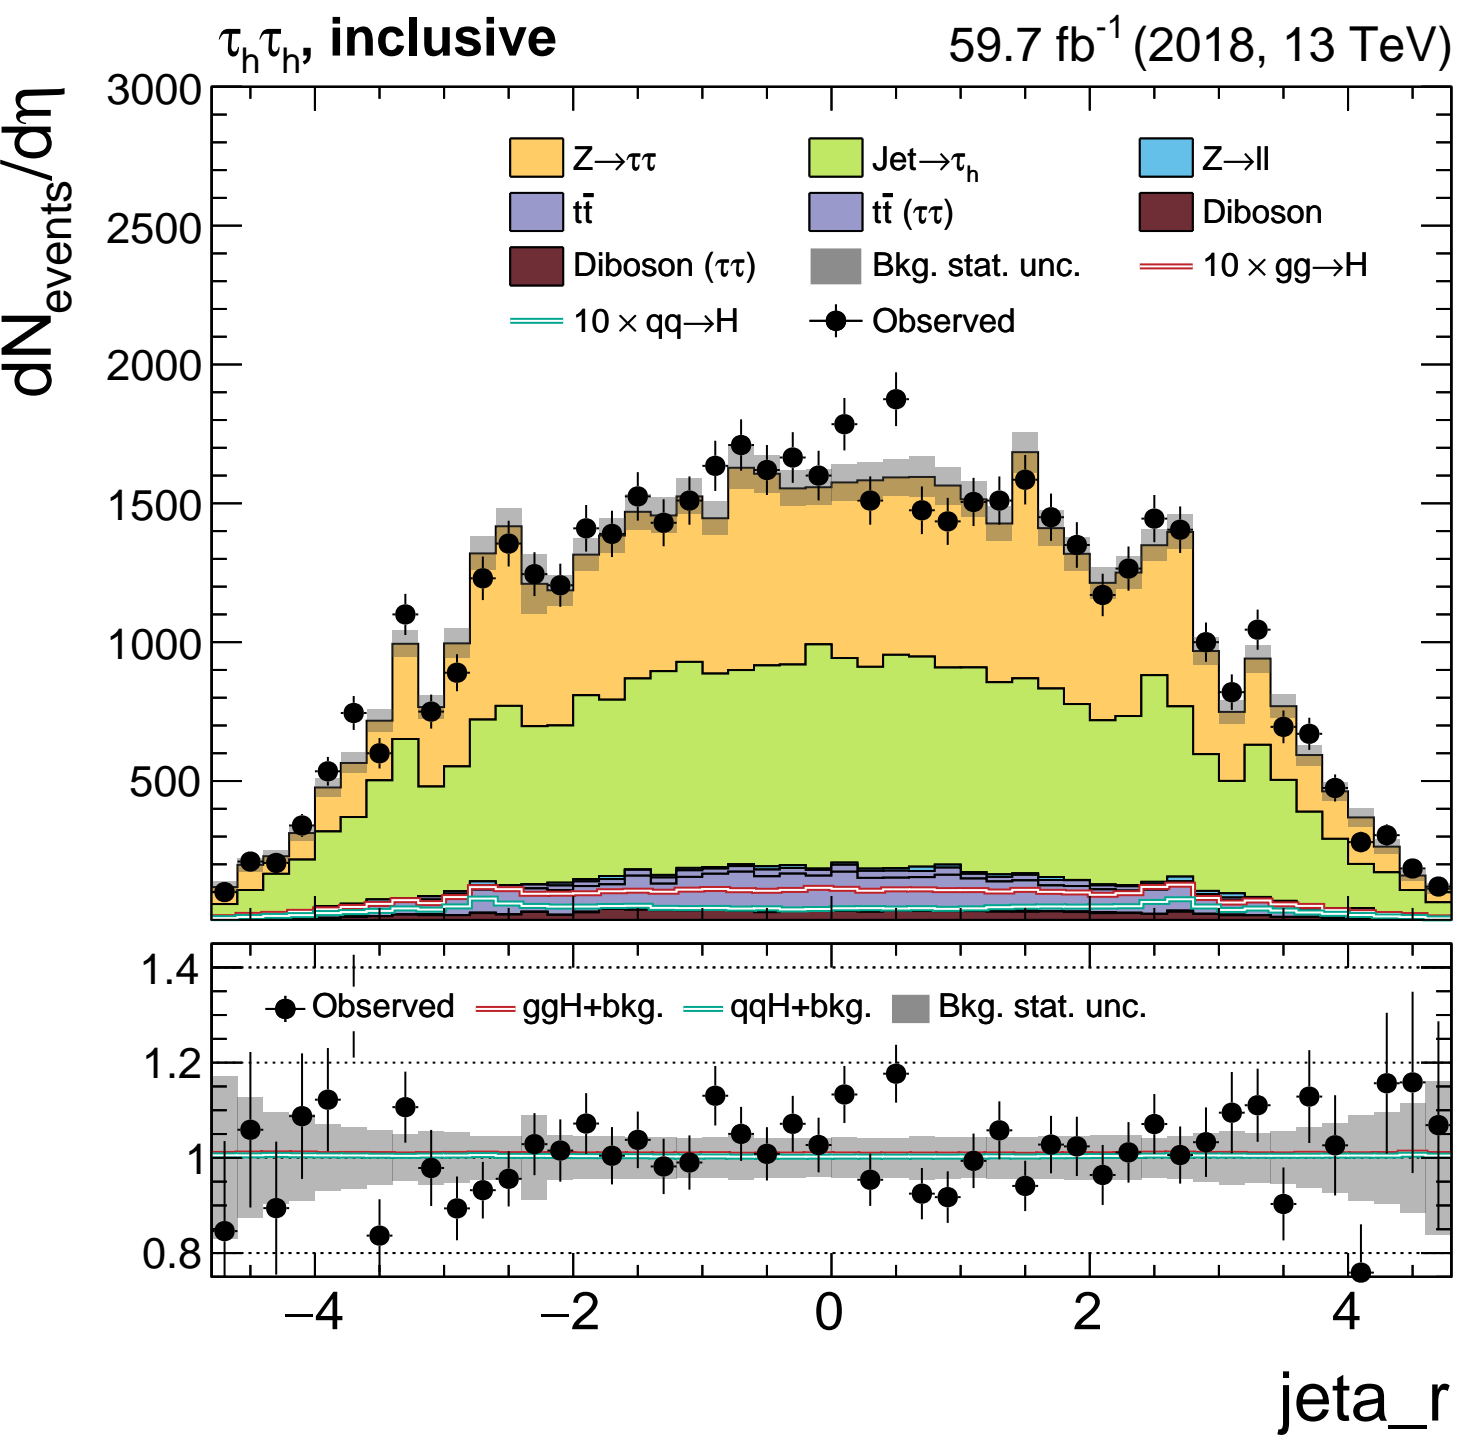 τhτh, inclusive 59.7 fb-1 (2018, 13 TeV)
dNevents/dη
3000
2500
2000
1500
1000
500
Z→ττ Jet→τh Z→ll
tt̄ tt̄ (ττ) Diboson
Diboson (ττ) Bkg. stat. unc. 10 × gg→H
10 × qq→H Observed
1.4
1.2
1
0.8
Observed ggH+bkg. qqH+bkg. Bkg. stat. unc.
−4 −2 0 2 4
jeta_r